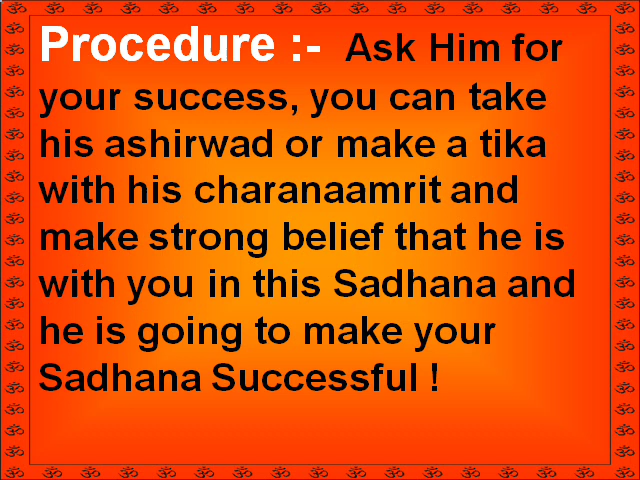 Procedure :- Ask Him for
your success, you can take
his ashirwad or make a tika
with his charanaamrit and
make strong belief that he is
with you in this Sadhana and
he is going to make your
Sadhana Successful !